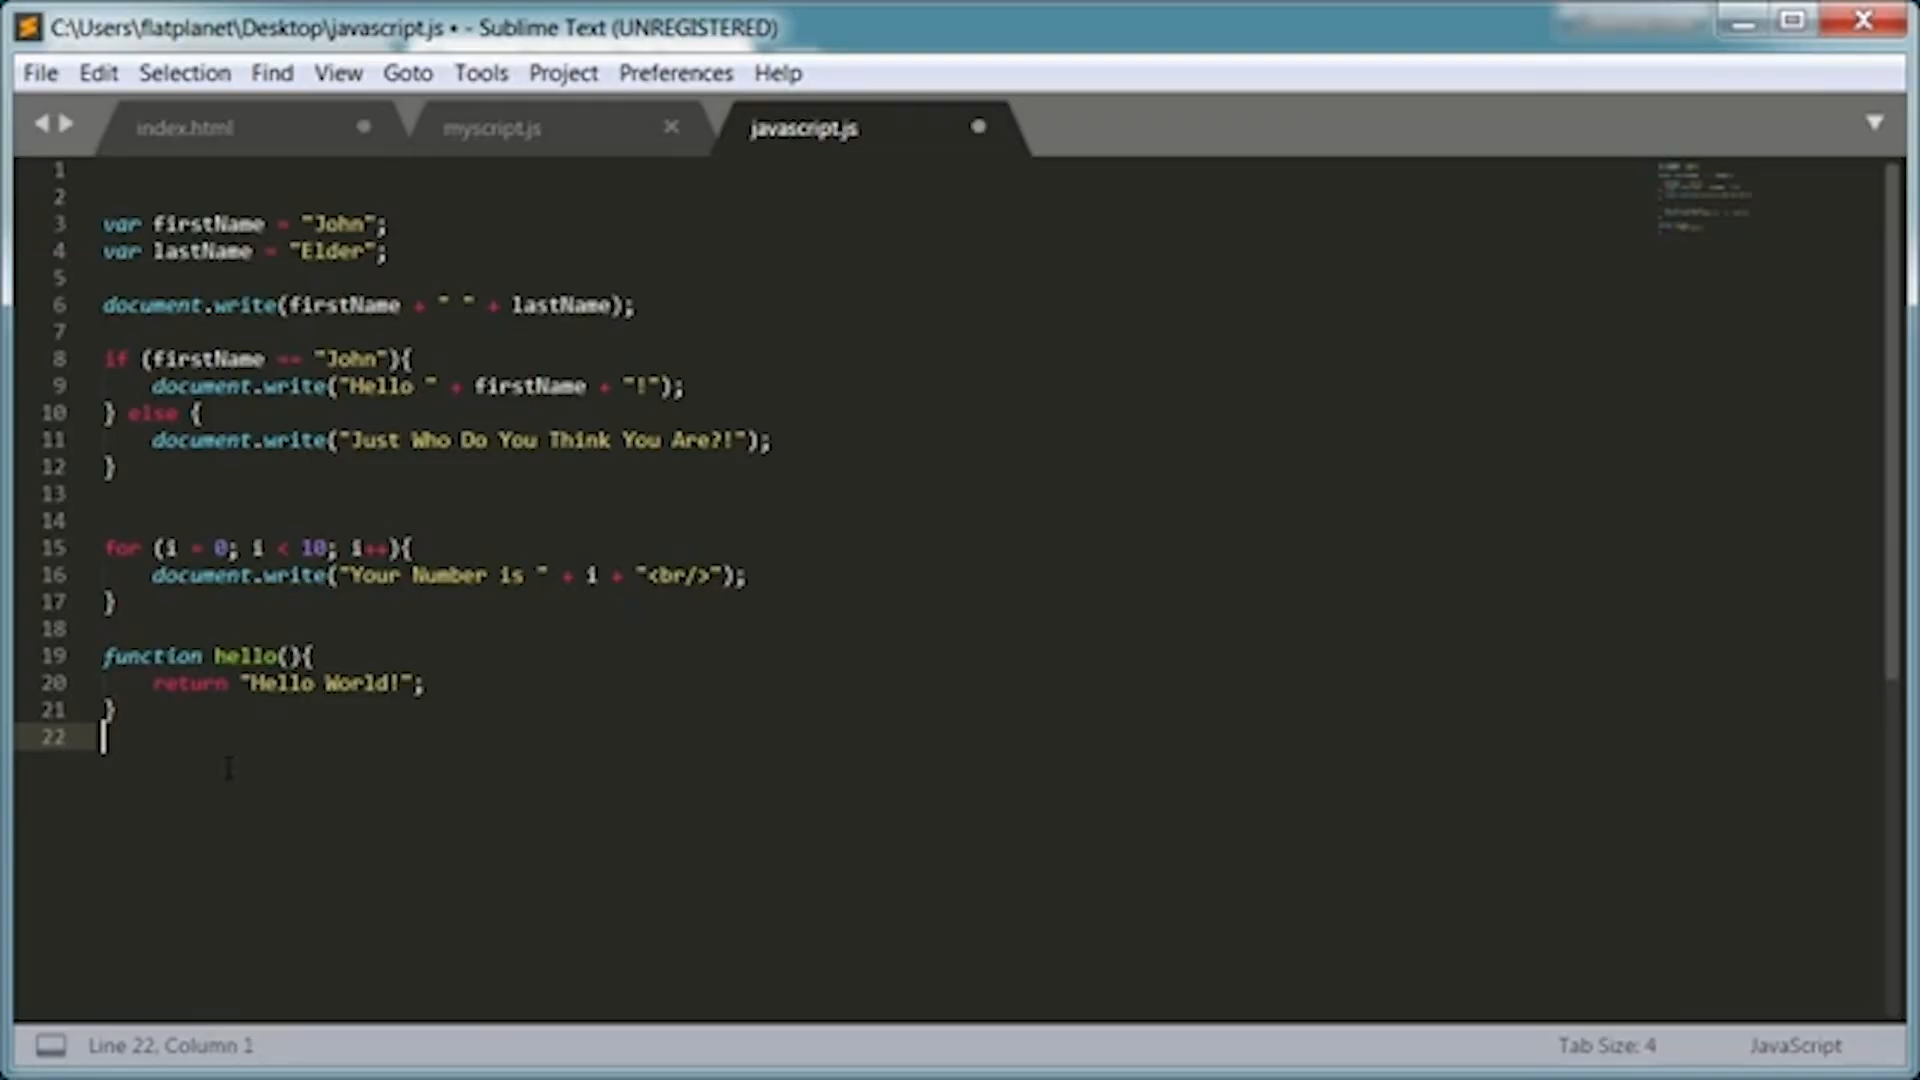 C:\Users\flatplanet\Desktop\javascript.js • - Sublime Text (UNREGISTERED)
File Edit Selection Find View Goto Tools Project Preferences Help
index.html myscript.js javascript.js
1
2
3 var firstName = "John";
4 var lastName = "Elder";
5
6 document.write(firstName + " " + lastName);
7
8 if (firstName == "John"){
9 document.write("Hello " + firstName + "!");
10 } else {
11 document.write("Just Who Do You Think You Are?!");
12 }
13
14
15 for (i = 0; i < 10; i++){
16 document.write("Your Number is " + i + "<br/>");
17 }
18
19 function hello(){
20 return "Hello World!";
21 }
22
Line 22, Column 1 Tab Size: 4 JavaScript